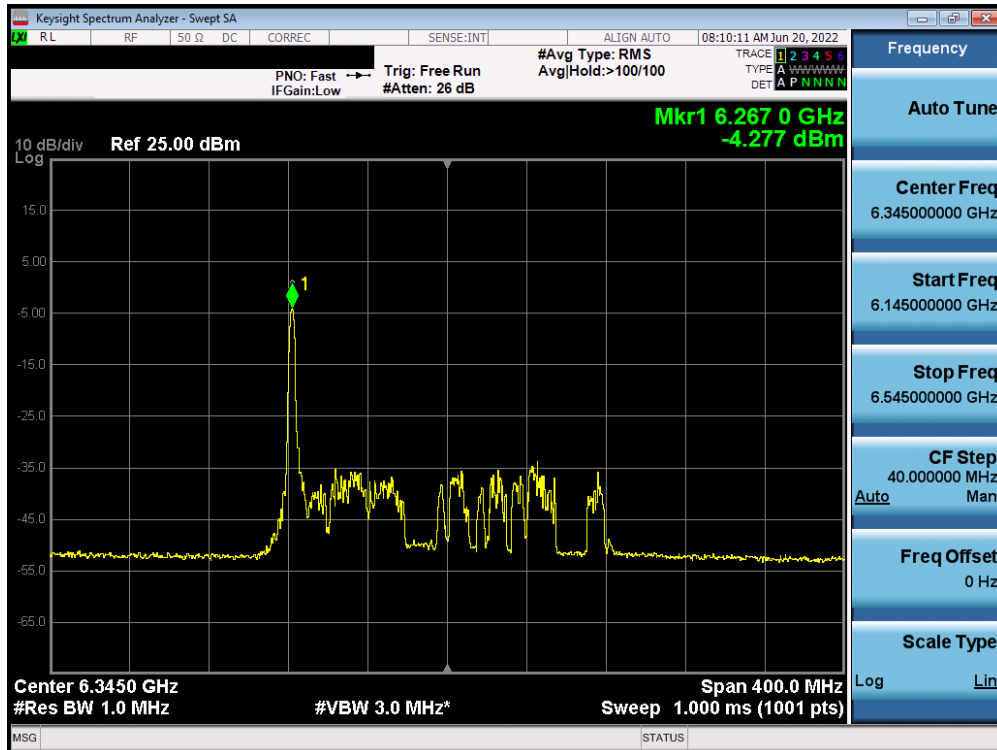 Keysight Spectrum Analyzer - Swept SA
LXI RL RF 50 Ω DC CORREC SENSE:INT ALIGN AUTO 08:10:11 AM Jun 20, 2022
PNO: Fast
IFGain:Low
Trig: Free Run
#Atten: 26 dB
#Avg Type: RMS
Avg|Hold:>100/100
TRACE 1 2 3 4 5 6
TYPE A WWWWW
DET A P N N N N
Mkr1 6.267 0 GHz
-4.277 dBm
10 dB/div Ref 25.00 dBm
Log
15.0
5.00
1
-5.00
-15.0
-25.0
-35.0
-45.0
-55.0
-65.0
Center 6.3450 GHz Span 400.0 MHz
#Res BW 1.0 MHz #VBW 3.0 MHz* Sweep 1.000 ms (1001 pts)
MSG STATUS
Frequency
Auto Tune
Center Freq
6.345000000 GHz
Start Freq
6.145000000 GHz
Stop Freq
6.545000000 GHz
CF Step
40.000000 MHz
Auto Man
Freq Offset
0 Hz
Scale Type
Log Lin